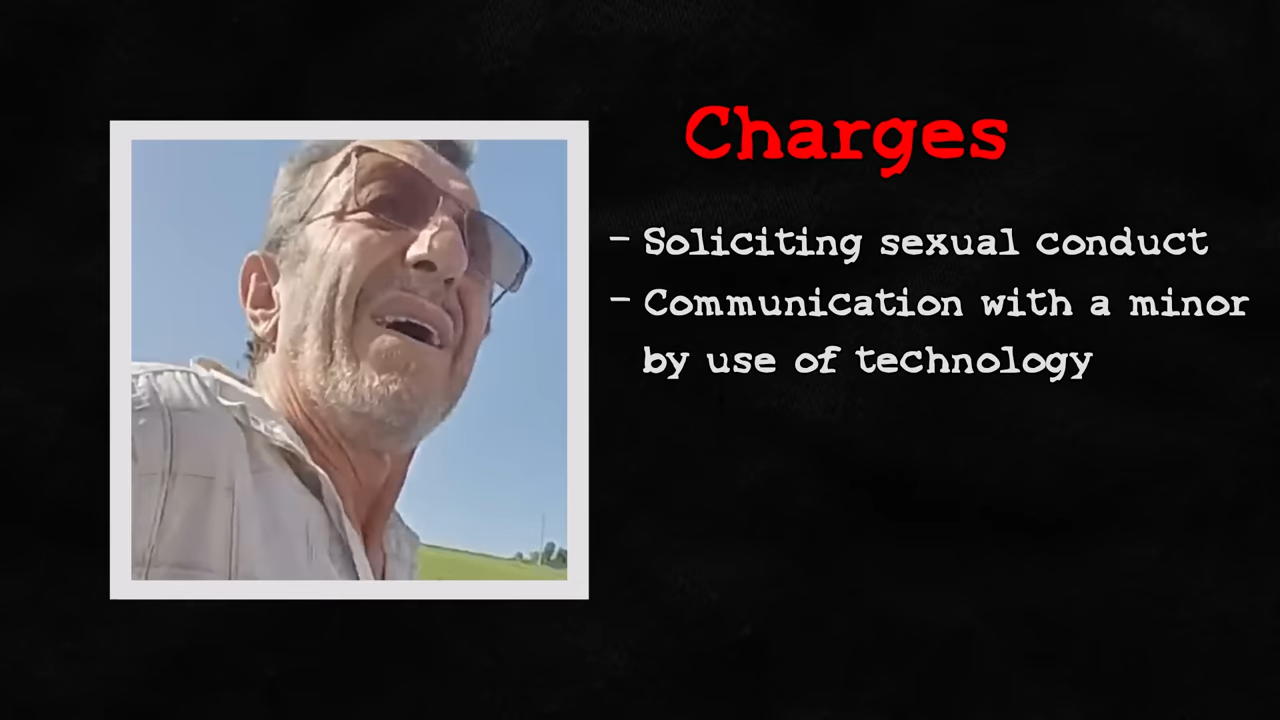 Charges
- Soliciting sexual conduct
- Communication with a minor
by use of technology